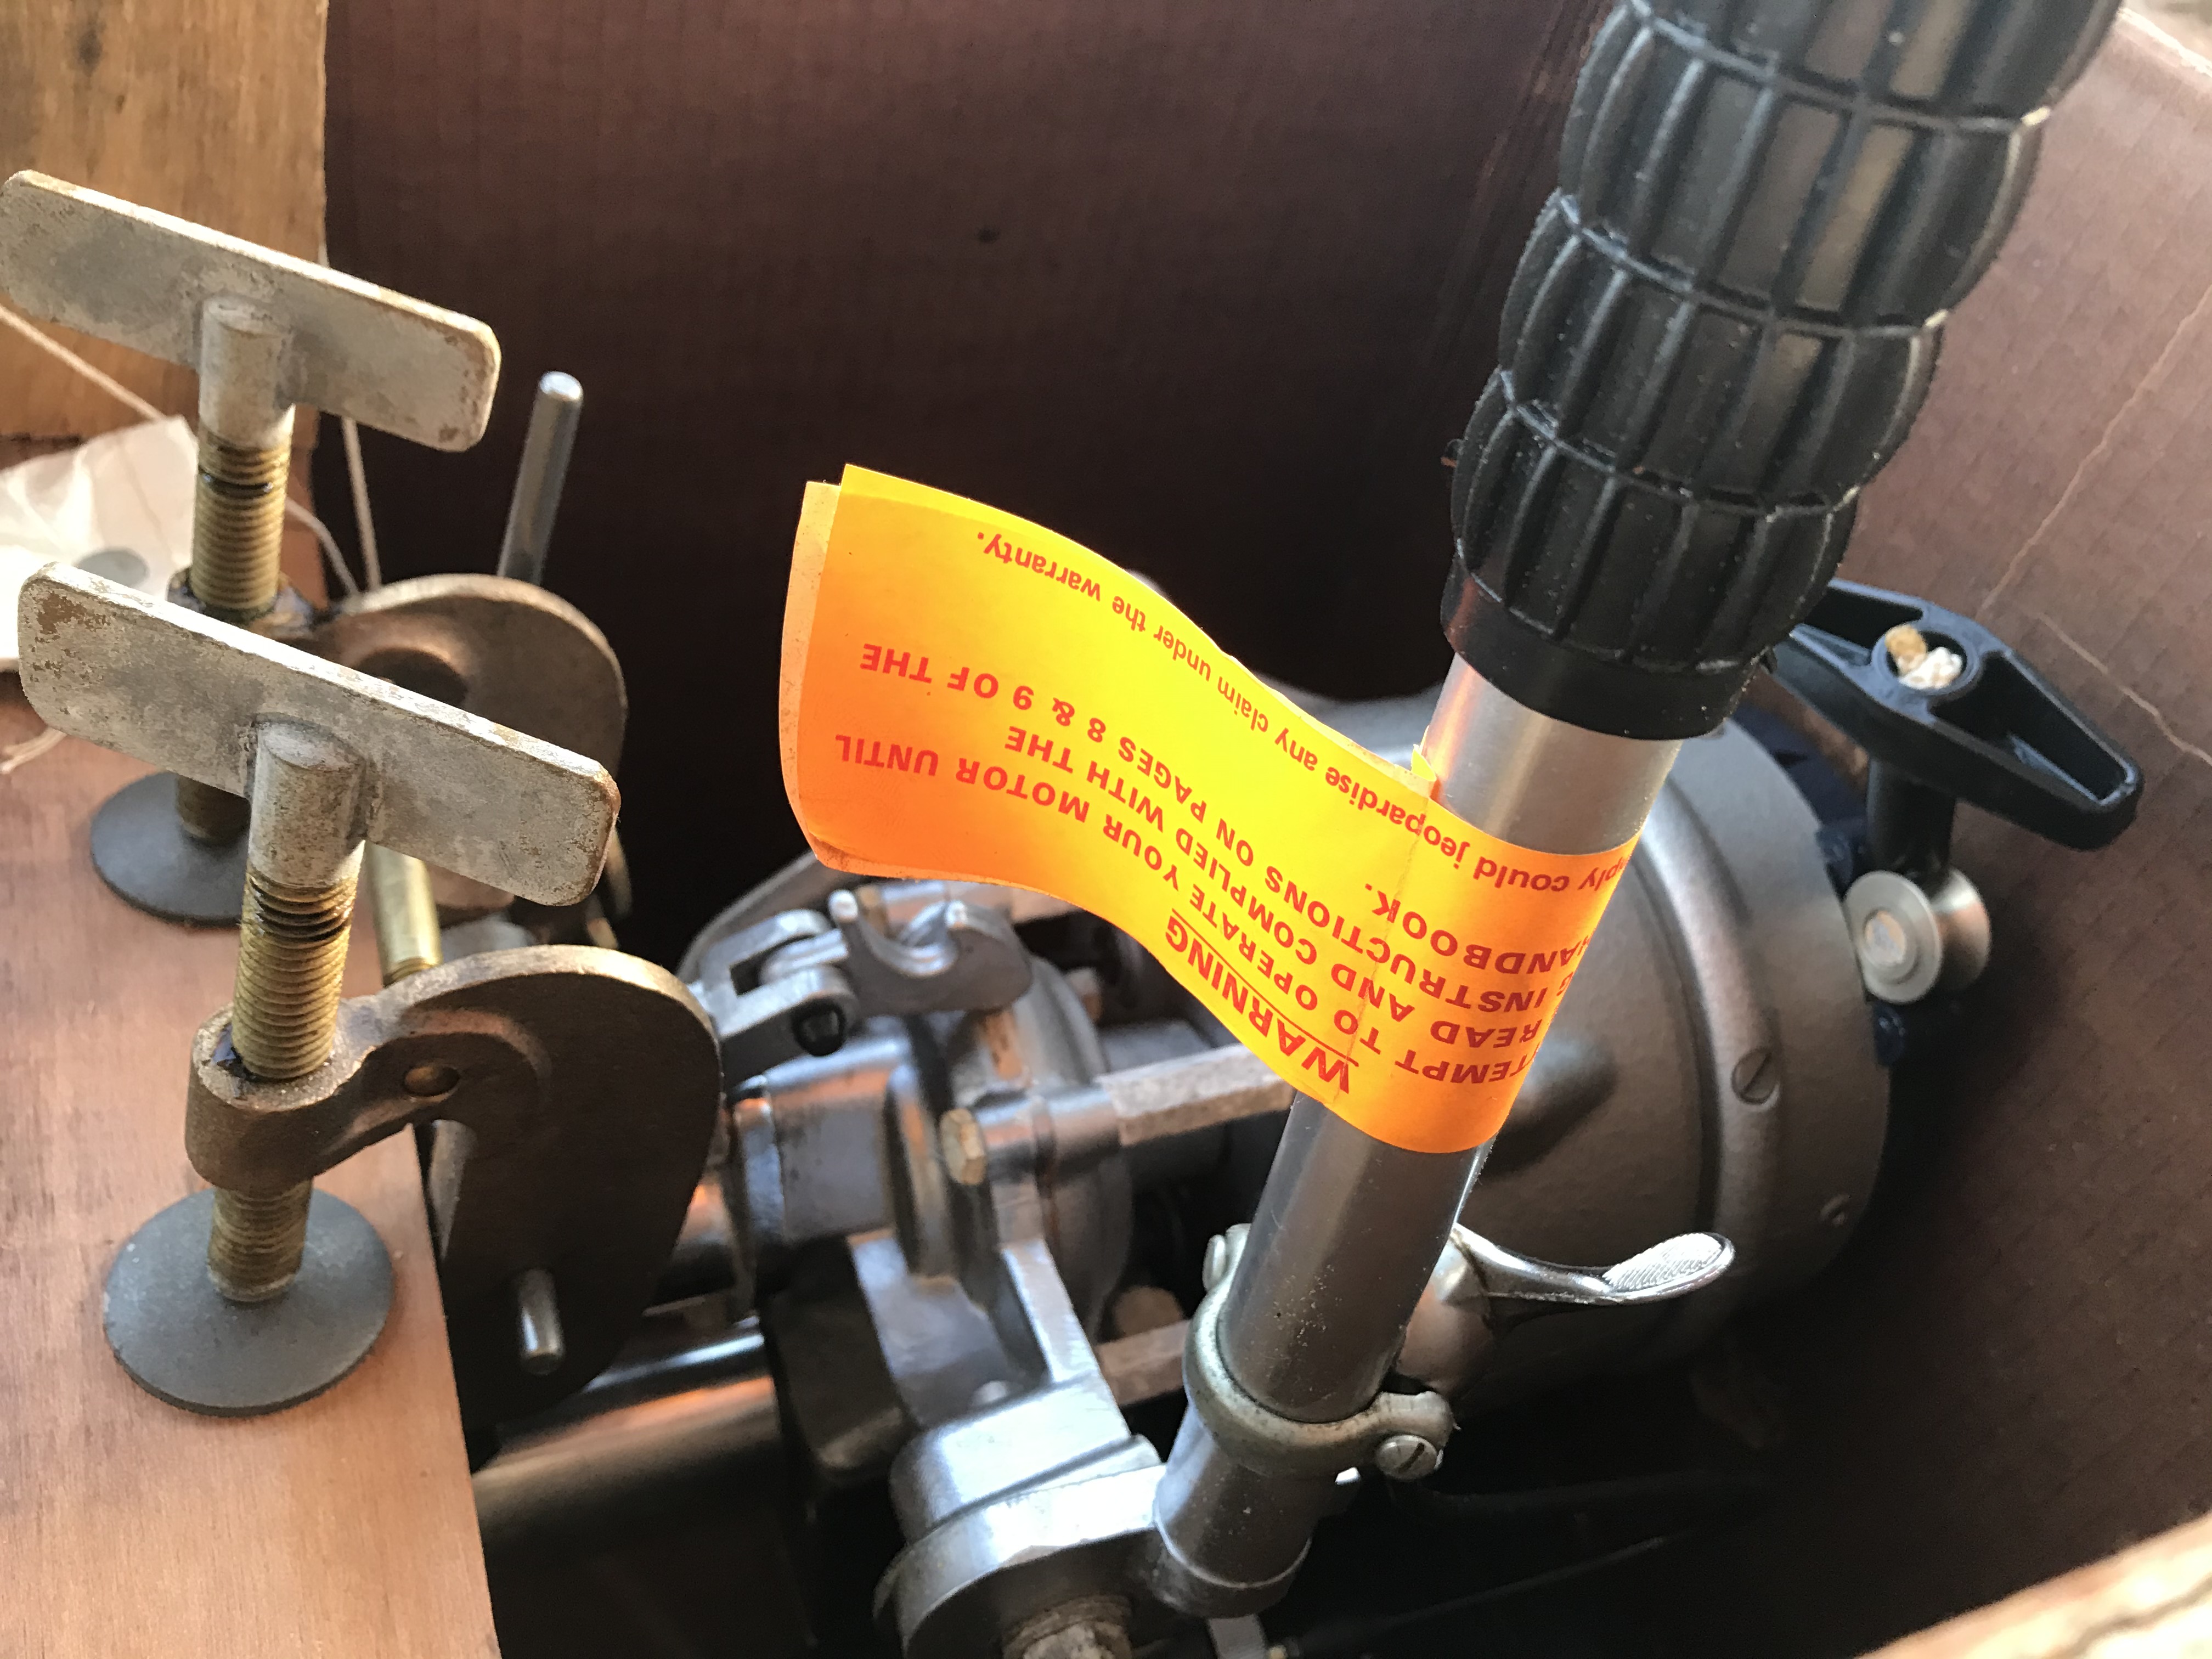 WARNING
TEMPT TO OPERATE YOUR MOTOR UNTIL
READ AND COMPLIED WITH THE
INSTRUCTIONS ON PAGES 8 & 9 OF THE
HANDBOOK.
could jeopardise any claim under the warranty.